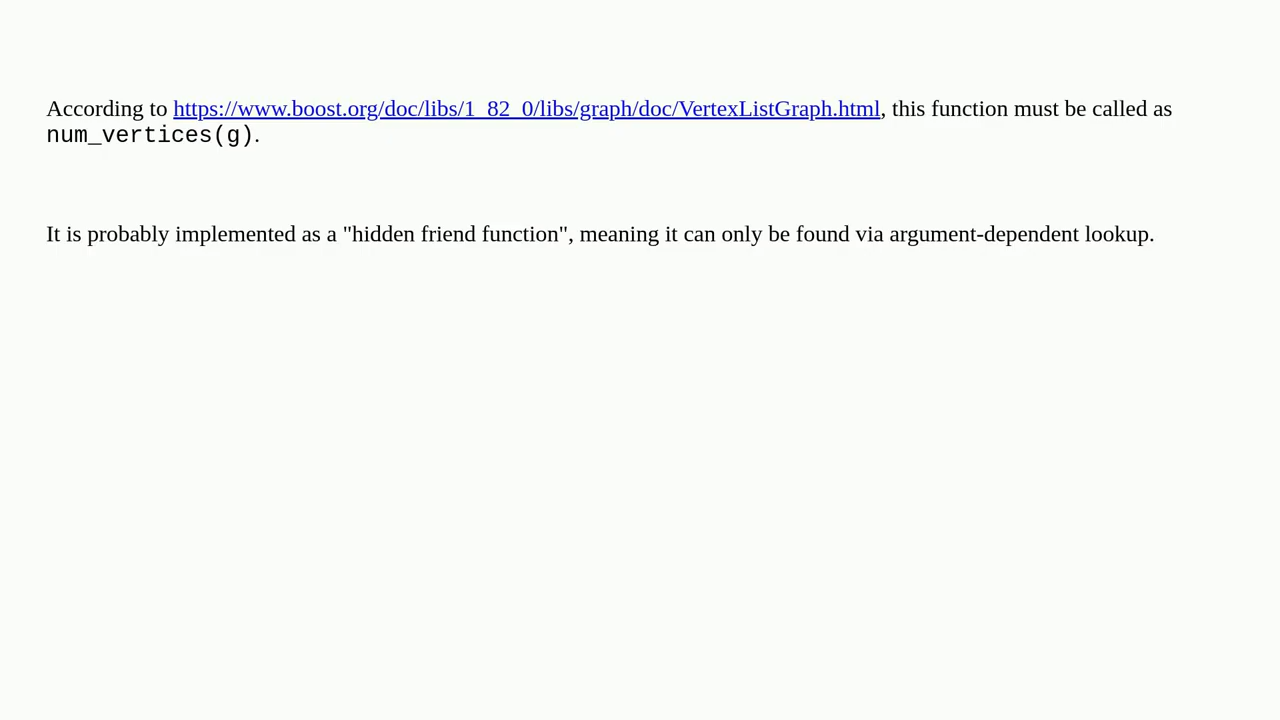 According to https://www.boost.org/doc/libs/1_82_0/libs/graph/doc/VertexListGraph.html, this function must be called as
num_vertices(g).
It is probably implemented as a "hidden friend function", meaning it can only be found via argument-dependent lookup.